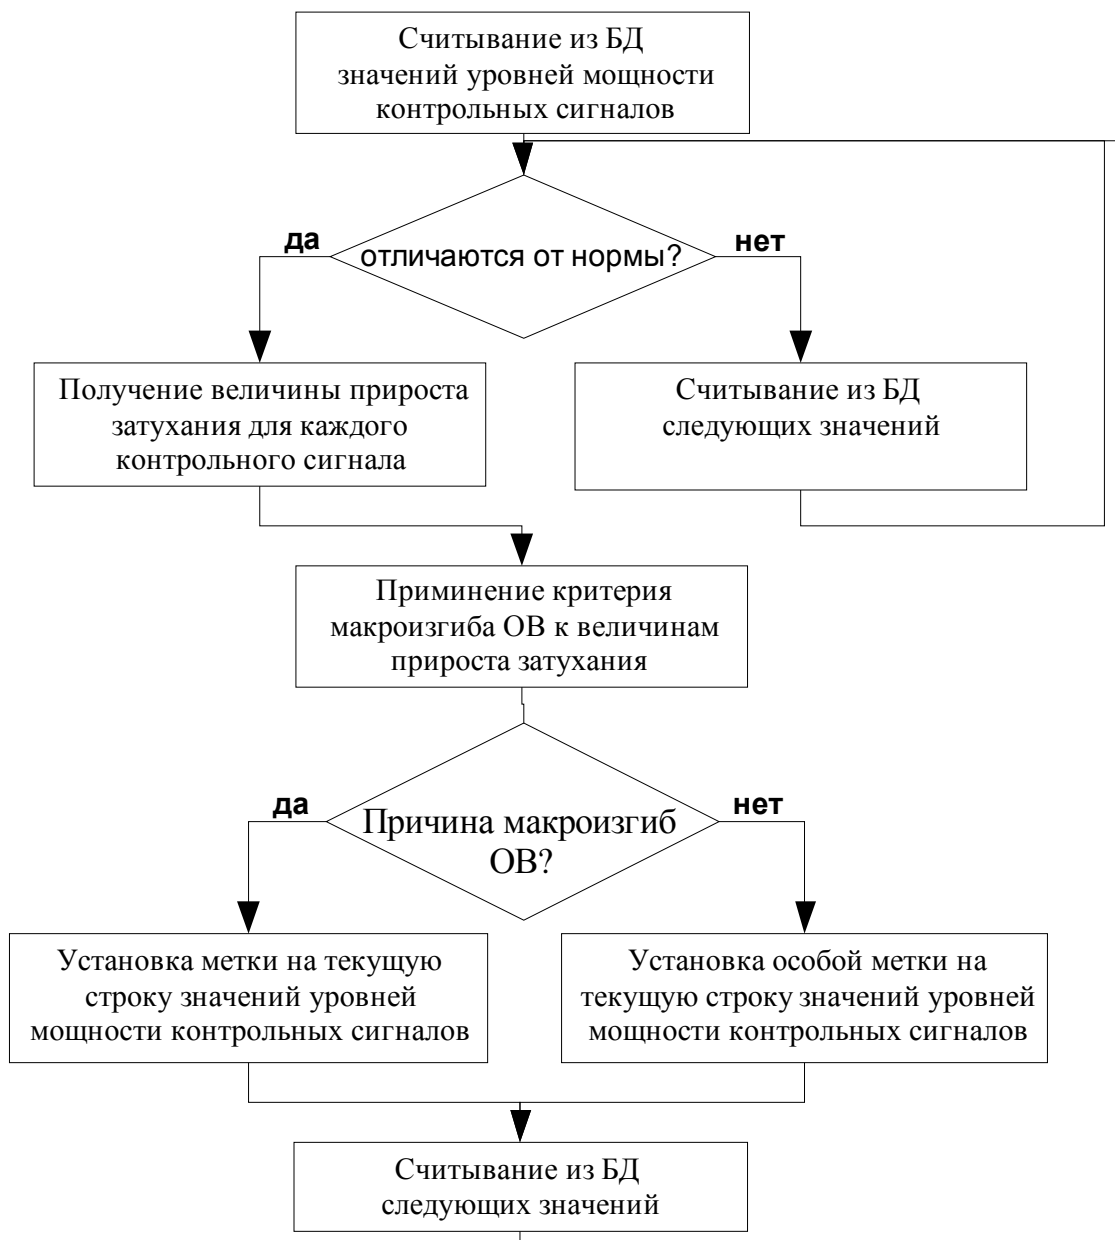 Считывание из БД
значений уровней мощности
контрольных сигналов
да
отличаются от нормы?
нет
Получение величины прироста
затухания для каждого
контрольного сигнала
Считывание из БД
следующих значений
Приминение критерия
макроизгиба ОВ к величинам
прироста затухания
да
Причина макроизгиб
ОВ?
нет
Установка метки на текущую
строку значений уровней
мощности контрольных сигналов
Установка особой метки на
текущую строку значений уровней
мощности контрольных сигналов
Считывание из БД
следующих значений